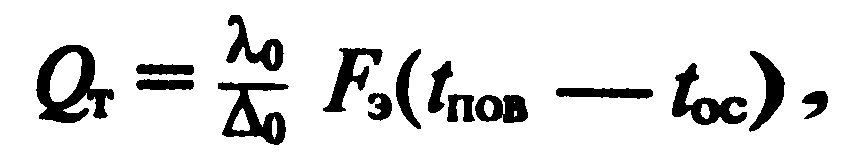 Qт = λ0/Δ0 Fэ(tпов — tос),